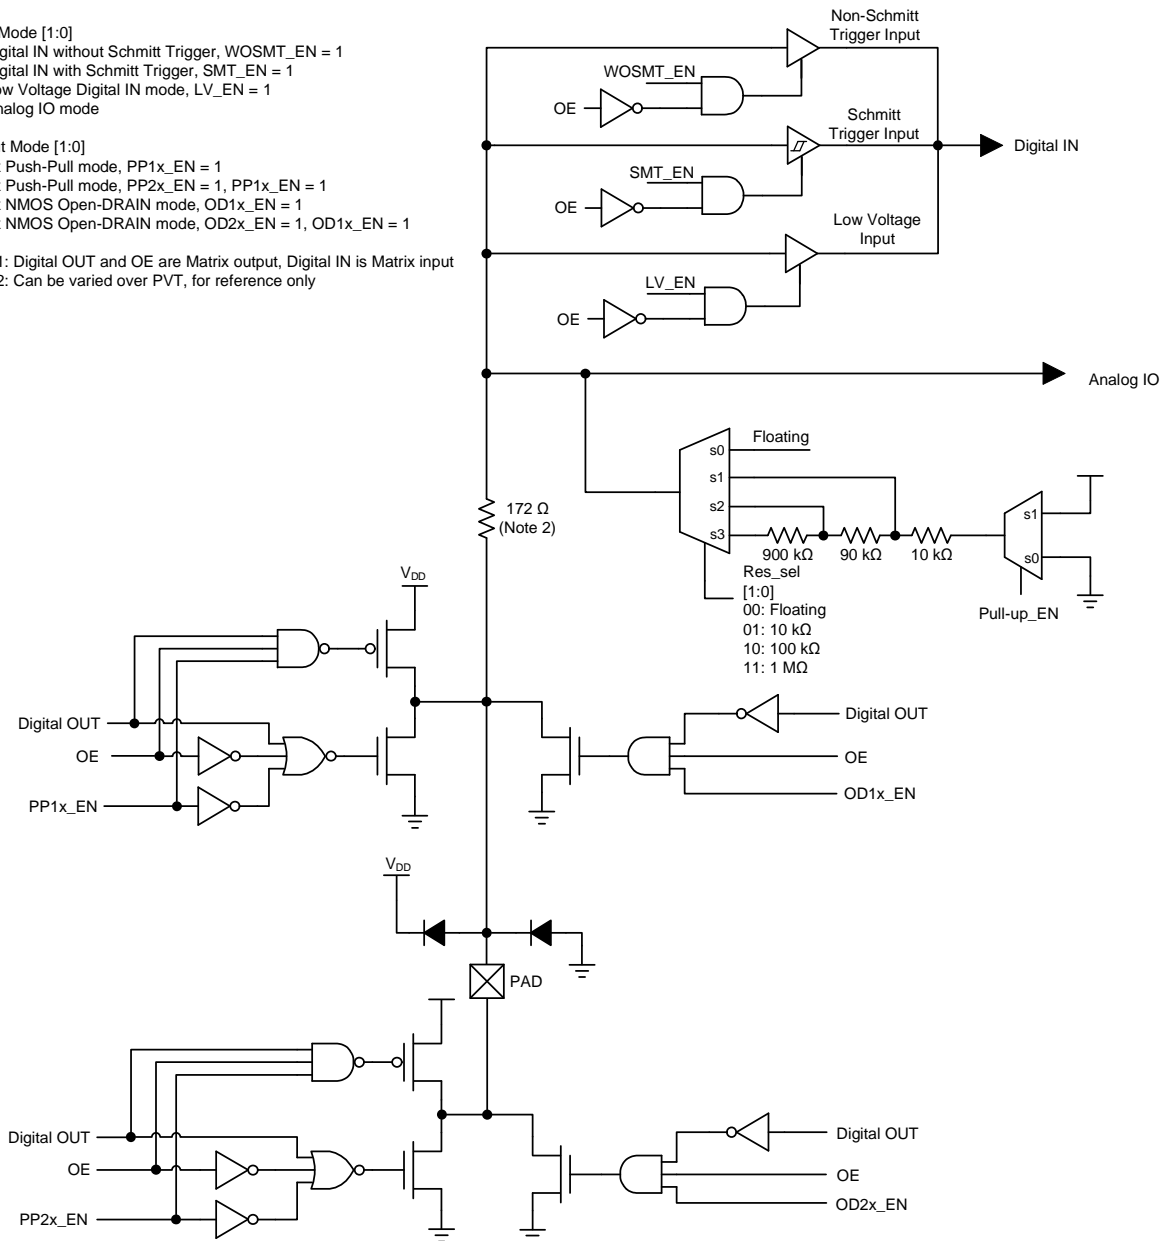 Mode [1:0]
gital IN without Schmitt Trigger, WOSMT_EN = 1
gital IN with Schmitt Trigger, SMT_EN = 1
ow Voltage Digital IN mode, LV_EN = 1
nalog IO mode
t Mode [1:0]
x Push-Pull mode, PP1x_EN = 1
x Push-Pull mode, PP2x_EN = 1, PP1x_EN = 1
x NMOS Open-DRAIN mode, OD1x_EN = 1
x NMOS Open-DRAIN mode, OD2x_EN = 1, OD1x_EN = 1
1: Digital OUT and OE are Matrix output, Digital IN is Matrix input
2: Can be varied over PVT, for reference only
Non-Schmitt
Trigger Input
WOSMT_EN
OE
Schmitt
Trigger Input
Digital IN
SMT_EN
OE
Low Voltage
Input
LV_EN
OE
Analog IO
Floating
s0
s1
s2
s3
172 Ω
(Note 2)
900 kΩ
90 kΩ
10 kΩ
s1
s0
Pull-up_EN
Res_sel
[1:0]
00: Floating
01: 10 kΩ
10: 100 kΩ
11: 1 MΩ
VDD
Digital OUT
OE
PP1x_EN
Digital OUT
OE
OD1x_EN
VDD
PAD
Digital OUT
OE
PP2x_EN
Digital OUT
OE
OD2x_EN